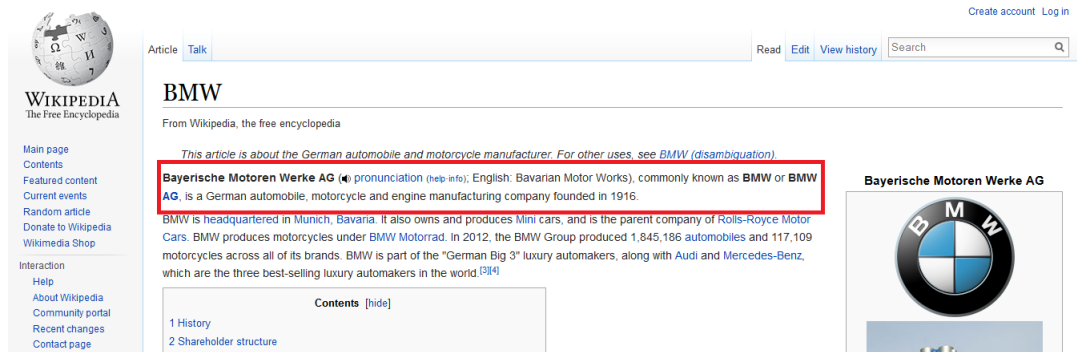 Create account Log in
WIKIPEDIA
The Free Encyclopedia
Main page
Contents
Featured content
Current events
Random article
Donate to Wikipedia
Wikimedia Shop
Interaction
Help
About Wikipedia
Community portal
Recent changes
Contact page
Article Talk
Read Edit View history Search
BMW
From Wikipedia, the free encyclopedia
This article is about the German automobile and motorcycle manufacturer. For other uses, see BMW (disambiguation).
Bayerische Motoren Werke AG ( pronunciation (help·info); English: Bavarian Motor Works), commonly known as BMW or BMW
AG, is a German automobile, motorcycle and engine manufacturing company founded in 1916.
BMW is headquartered in Munich, Bavaria. It also owns and produces Mini cars, and is the parent company of Rolls-Royce Motor
Cars. BMW produces motorcycles under BMW Motorrad. In 2012, the BMW Group produced 1,845,186 automobiles and 117,109
motorcycles across all of its brands. BMW is part of the "German Big 3" luxury automakers, along with Audi and Mercedes-Benz,
which are the three best-selling luxury automakers in the world.[3][4]
Contents [hide]
1 History
2 Shareholder structure
Bayerische Motoren Werke AG
BMW